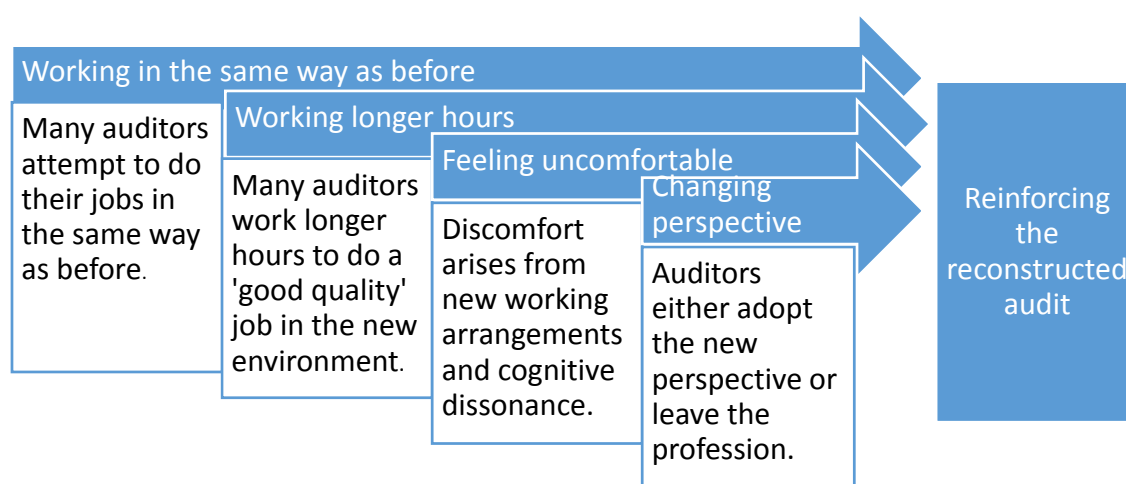 Working in the same way as before
Many auditors
attempt to do
their jobs in
the same way
as before.
Working longer hours
Many auditors
work longer
hours to do a
'good quality'
job in the new
environment.
Feeling uncomfortable
Discomfort
arises from
new working
arrangements
and cognitive
dissonance.
Changing
perspective
Auditors
either adopt
the new
perspective or
leave the
profession.
Reinforcing
the
reconstructed
audit